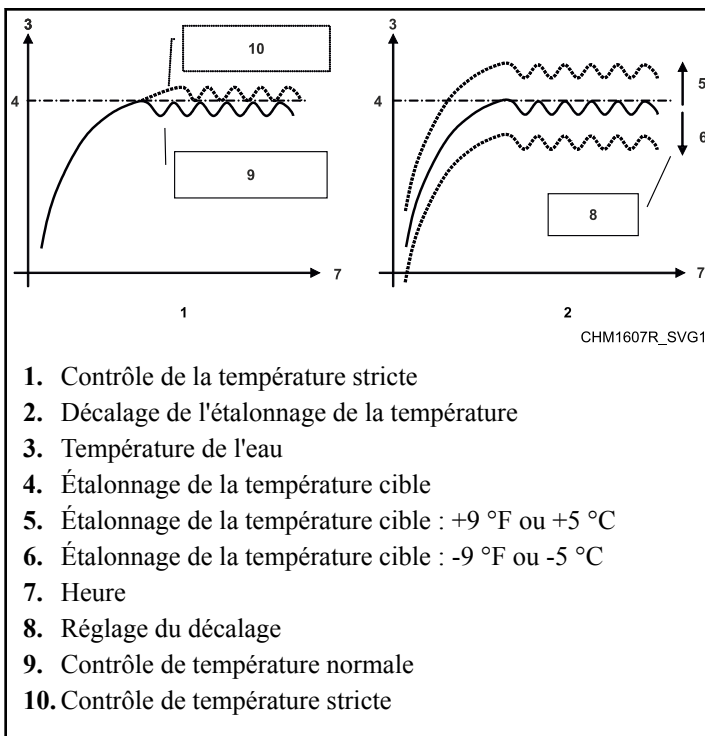 3
10
4
9
7
1
3
4
5
6
8
7
2
CHM1607R_SVG1
1. Contrôle de la température stricte
2. Décalage de l'étalonnage de la température
3. Température de l'eau
4. Étalonnage de la température cible
5. Étalonnage de la température cible : +9 °F ou +5 °C
6. Étalonnage de la température cible : -9 °F ou -5 °C
7. Heure
8. Réglage du décalage
9. Contrôle de température normale
10. Contrôle de température stricte